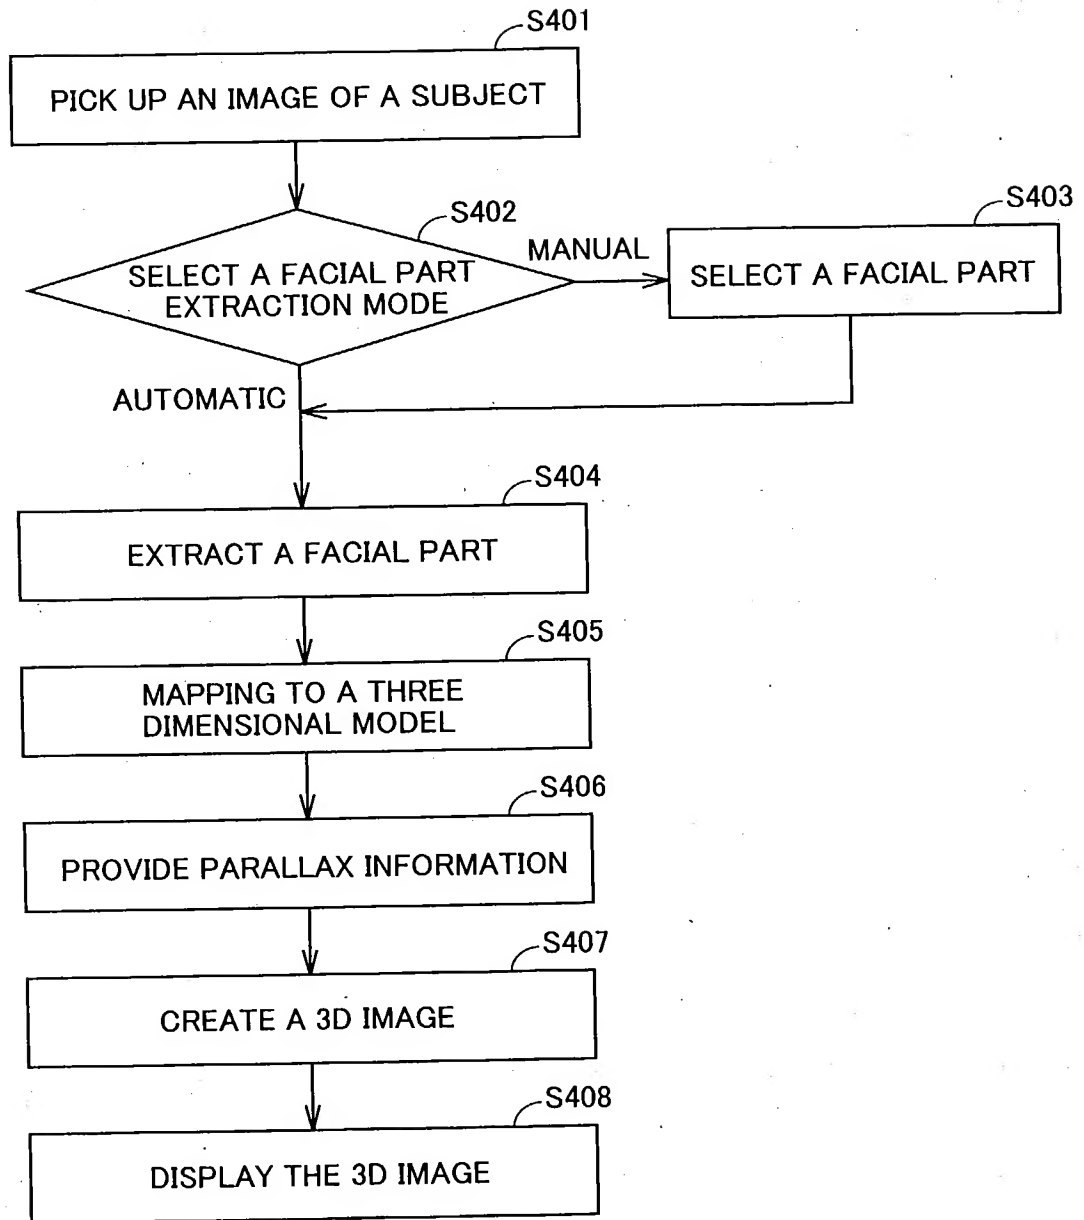 S401
PICK UP AN IMAGE OF A SUBJECT
S402
SELECT A FACIAL PART
EXTRACTION MODE
MANUAL
S403
SELECT A FACIAL PART
AUTOMATIC
S404
EXTRACT A FACIAL PART
S405
MAPPING TO A THREE
DIMENSIONAL MODEL
S406
PROVIDE PARALLAX INFORMATION
S407
CREATE A 3D IMAGE
S408
DISPLAY THE 3D IMAGE